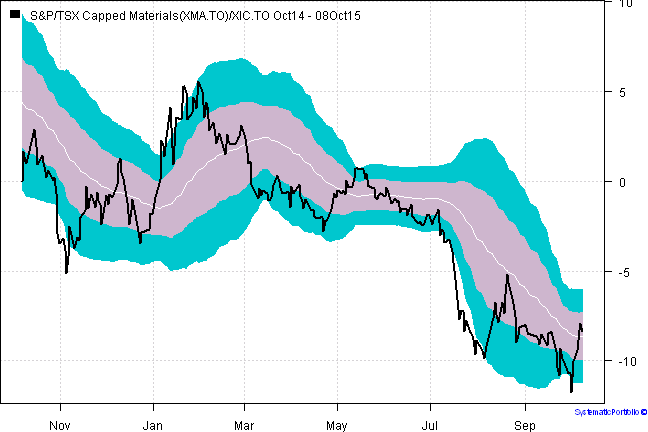 S&P/TSX Capped Materials(XMA.TO)/XIC.TO Oct14 - 08Oct15
10
5
0
-5
-10
Nov Jan Mar May Jul Sep
SystematicPortfolio ©